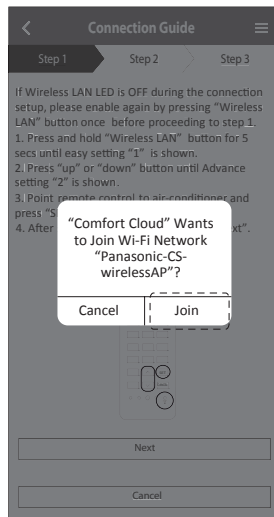 Connection Guide
Step 1 Step 2 Step 3
If Wireless LAN LED is OFF during the connection
setup, please enable again by pressing "Wireless
LAN" button once before proceeding to step 1.
1. Press and hold "Wireless LAN" button for 5
secs until easy setting "1" is shown.
2. Press "up" or "down" button until Advance
setting "2" is shown.
3. Point remote control to air-conditioner and
press "S
4. After xt".
"Comfort Cloud" Wants
to Join Wi-Fi Network
"Panasonic-CS-
wirelessAP"?
Cancel Join
Next
Cancel